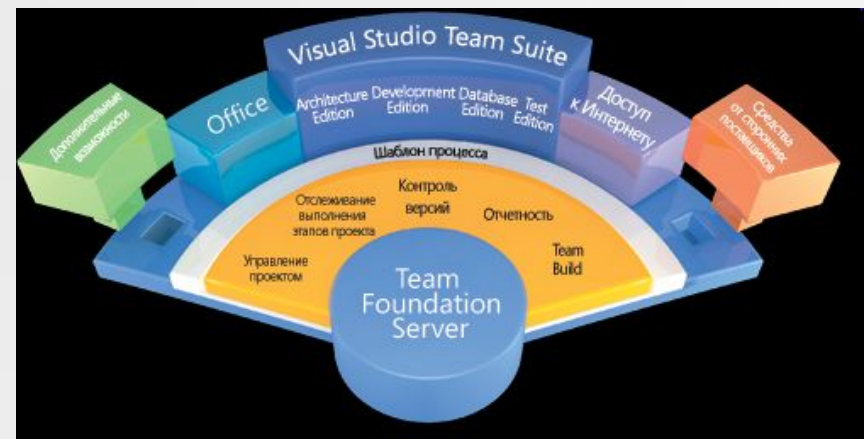 Visual Studio Team Suite
Architecture
Edition
Development
Edition
Database
Edition
Test
Edition
Дополнительные
возможности
Office
Доступ
к Интернету
Средства
от сторонних
поставщиков
Шаблон процесса
Управление
проектом
Отслеживание
выполнения
этапов проекта
Контроль
версий
Отчетность
Team
Build
Team
Foundation
Server